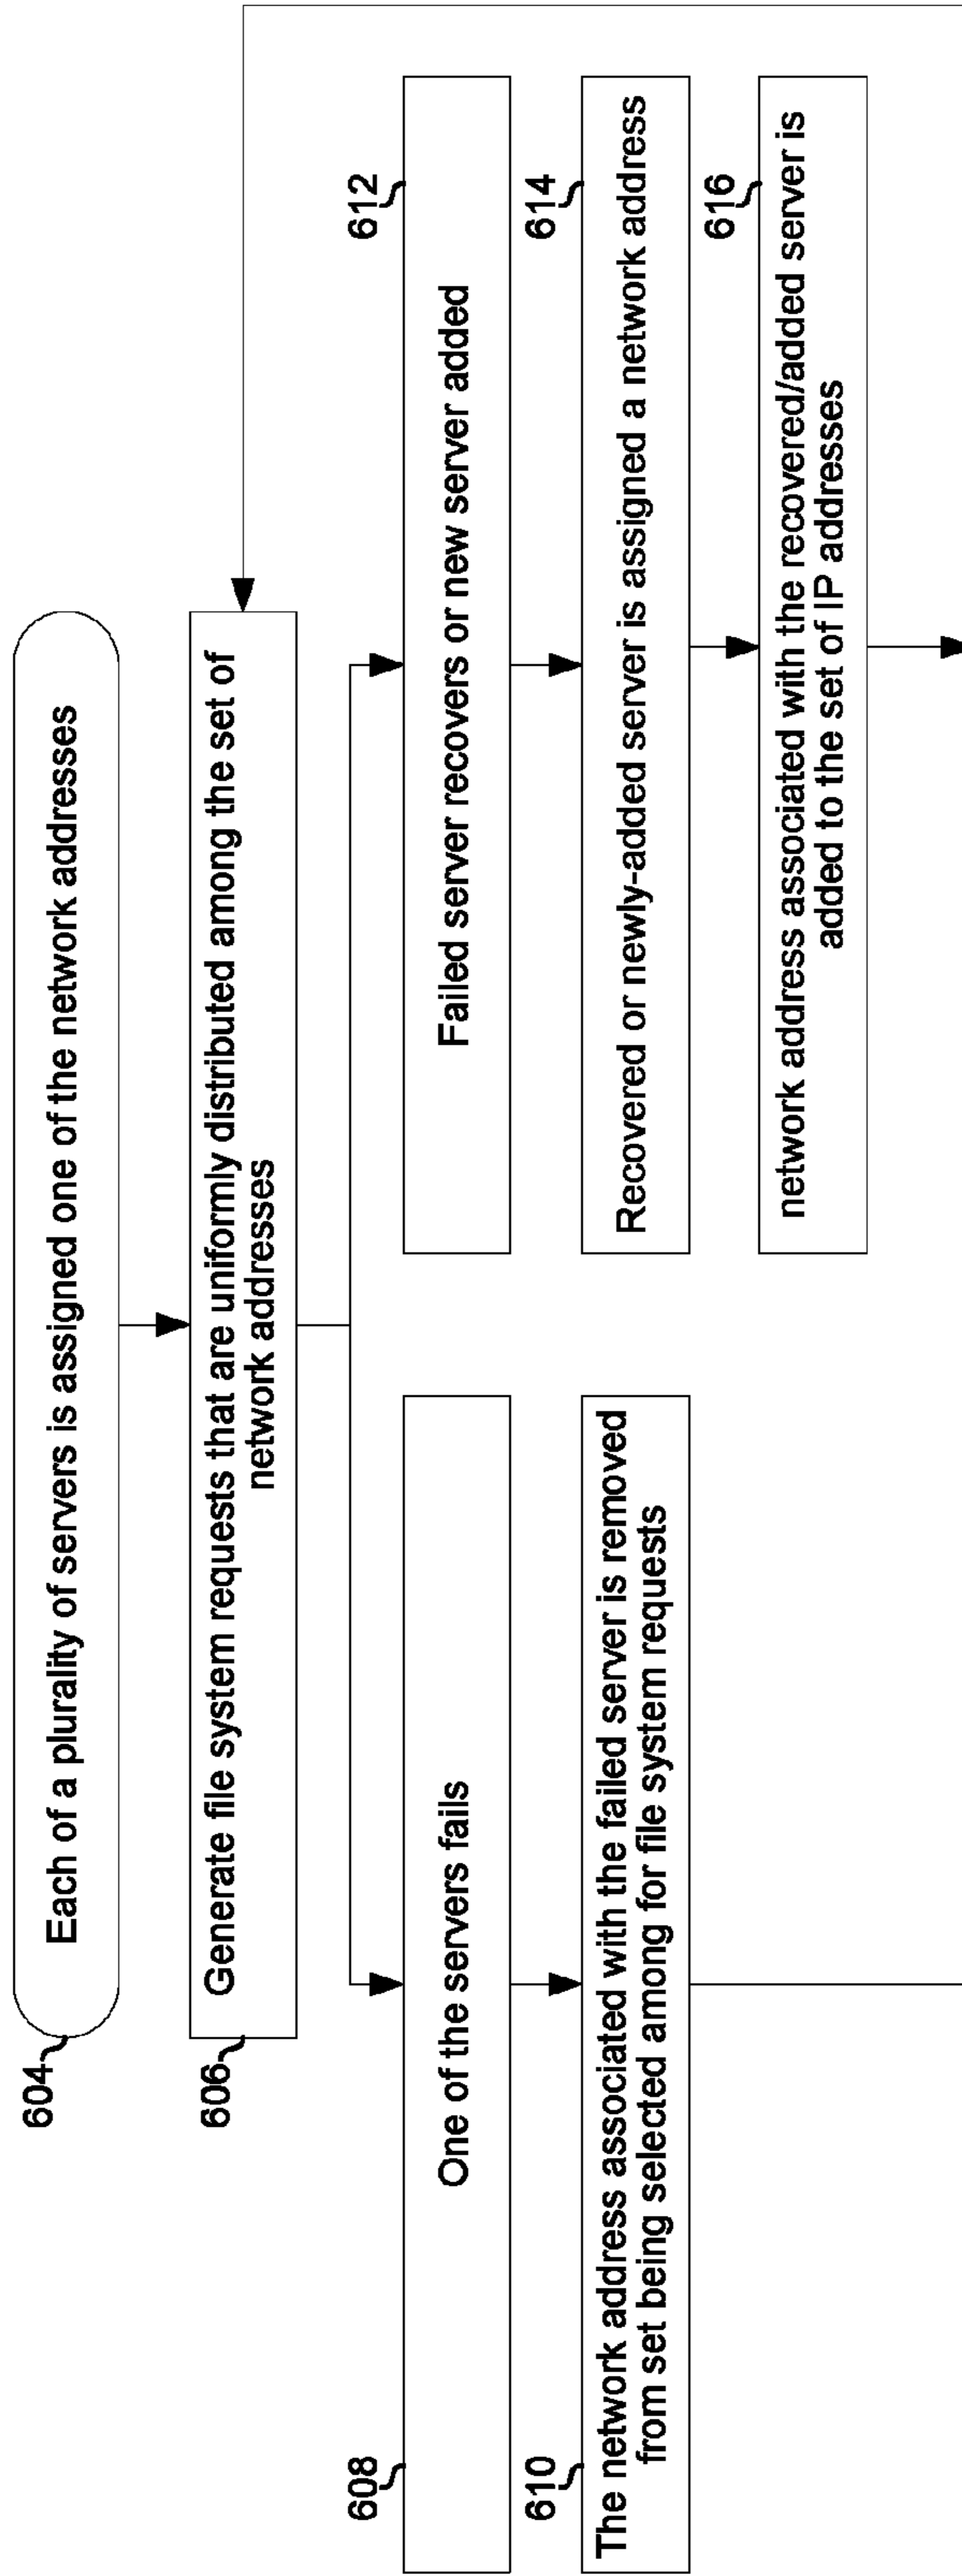 604
Each of a plurality of servers is assigned one of the network addresses
606
Generate file system requests that are uniformly distributed among the set of
network addresses
608
One of the servers fails
610
The network address associated with the failed server is removed
from set being selected among for file system requests
612
Failed server recovers or new server added
614
Recovered or newly-added server is assigned a network address
616
network address associated with the recovered/added server is
added to the set of IP addresses